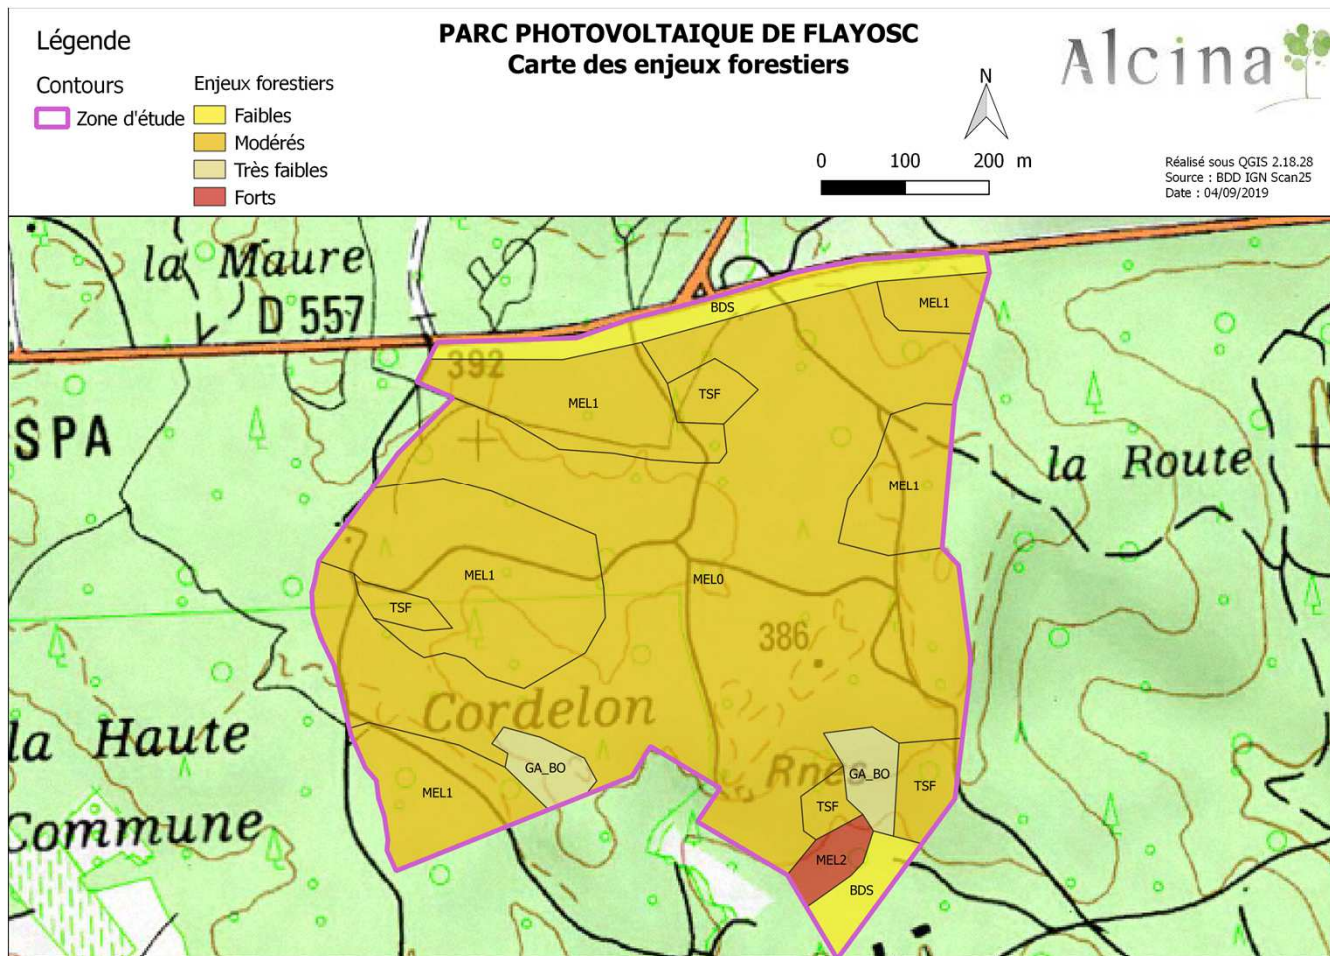 Légende
Contours
Zone d'étude
Enjeux forestiers
Faibles
Modérés
Très faibles
Forts
PARC PHOTOVOLTAIQUE DE FLAYOSC
Carte des enjeux forestiers
N
0 100 200 m
Alcina
Réalisé sous QGIS 2.18.28
Source : BDD IGN Scan25
Date : 04/09/2019
la Maure
D 557
BDS
MEL1
392
MEL1
TSF
SPA
la Route
MEL1
MEL1
MEL0
TSF
386
Cordelon
la Haute
Commune
GA_BO
Rnes
GA_BO
MEL1
TSF
TSF
MEL2
BDS